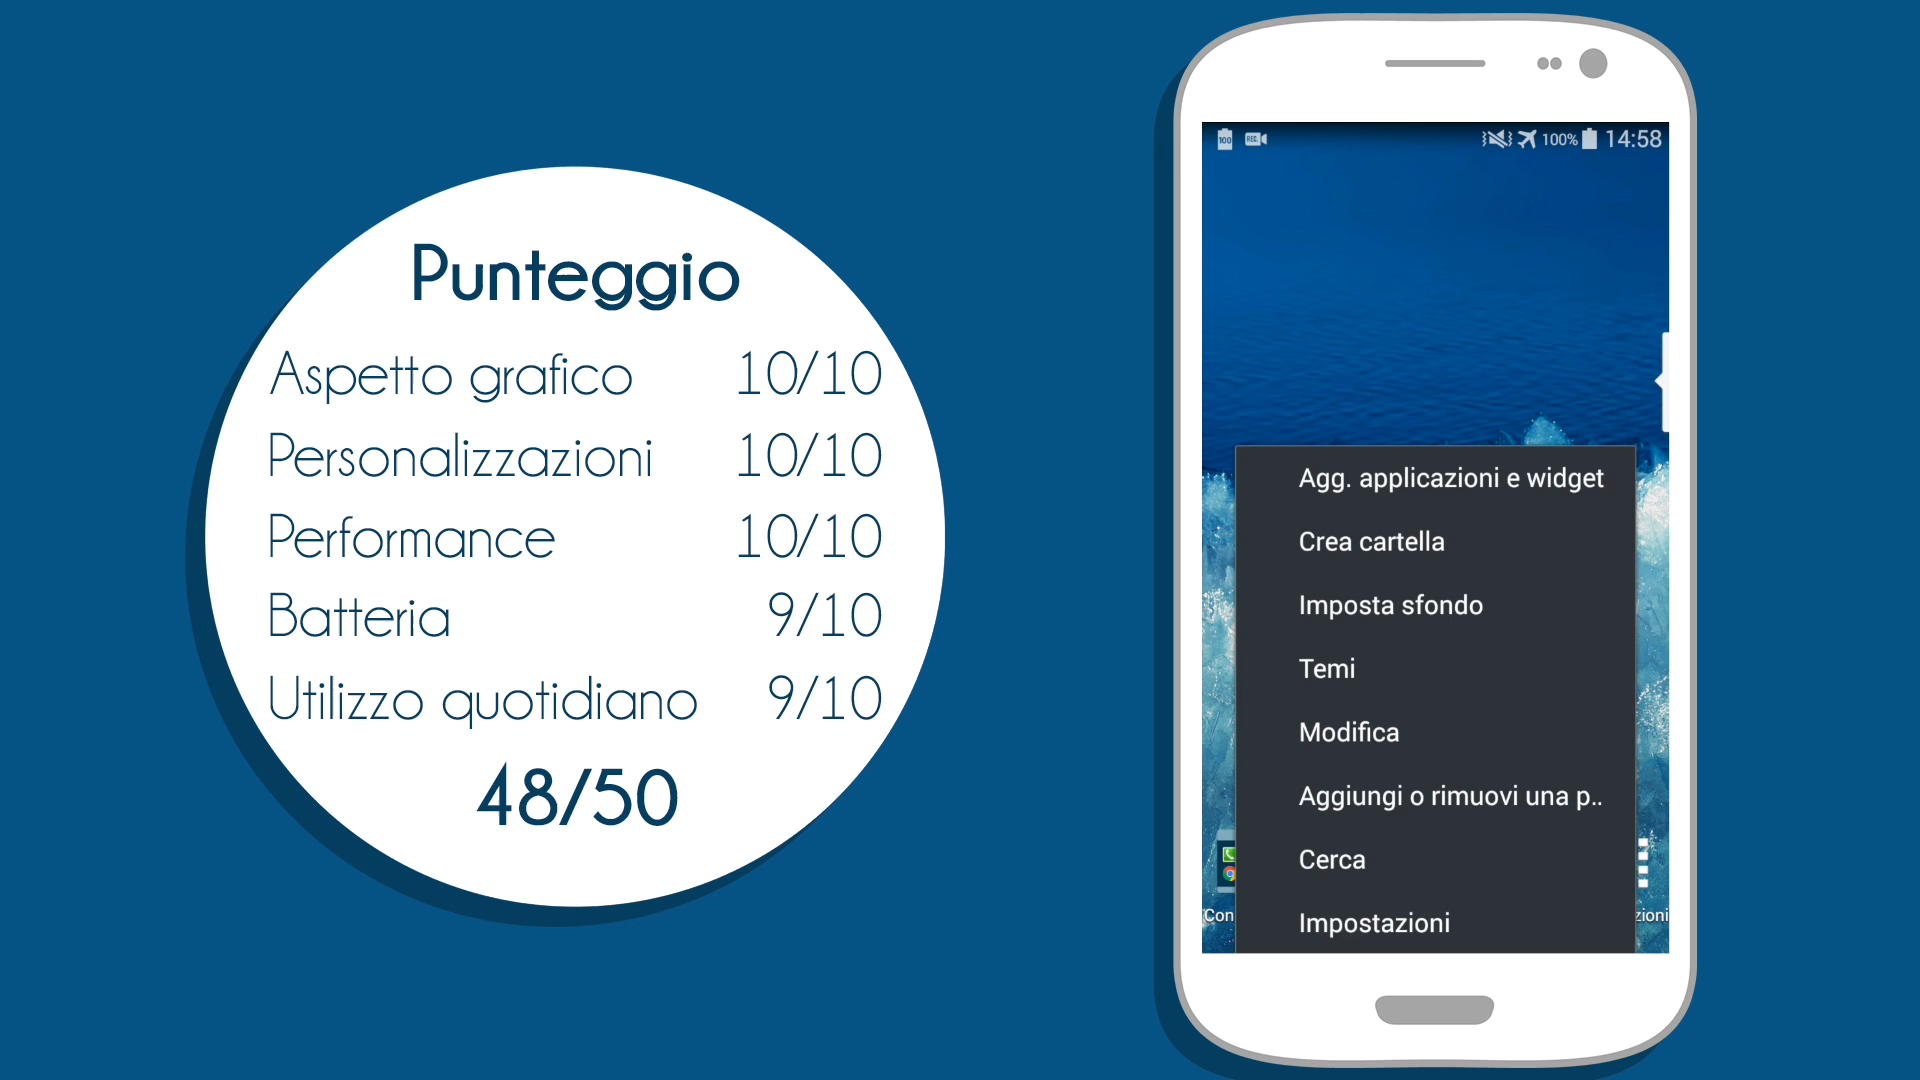 Punteggio
Aspetto grafico 10/10
Personalizzazioni 10/10
Performance 10/10
Batteria 9/10
Utilizzo quotidiano 9/10
48/50
100 REC. 100% 14:58
Agg. applicazioni e widget
Crea cartella
Imposta sfondo
Temi
Modifica
Aggiungi o rimuovi una p..
Cerca
Impostazioni
Con zioni